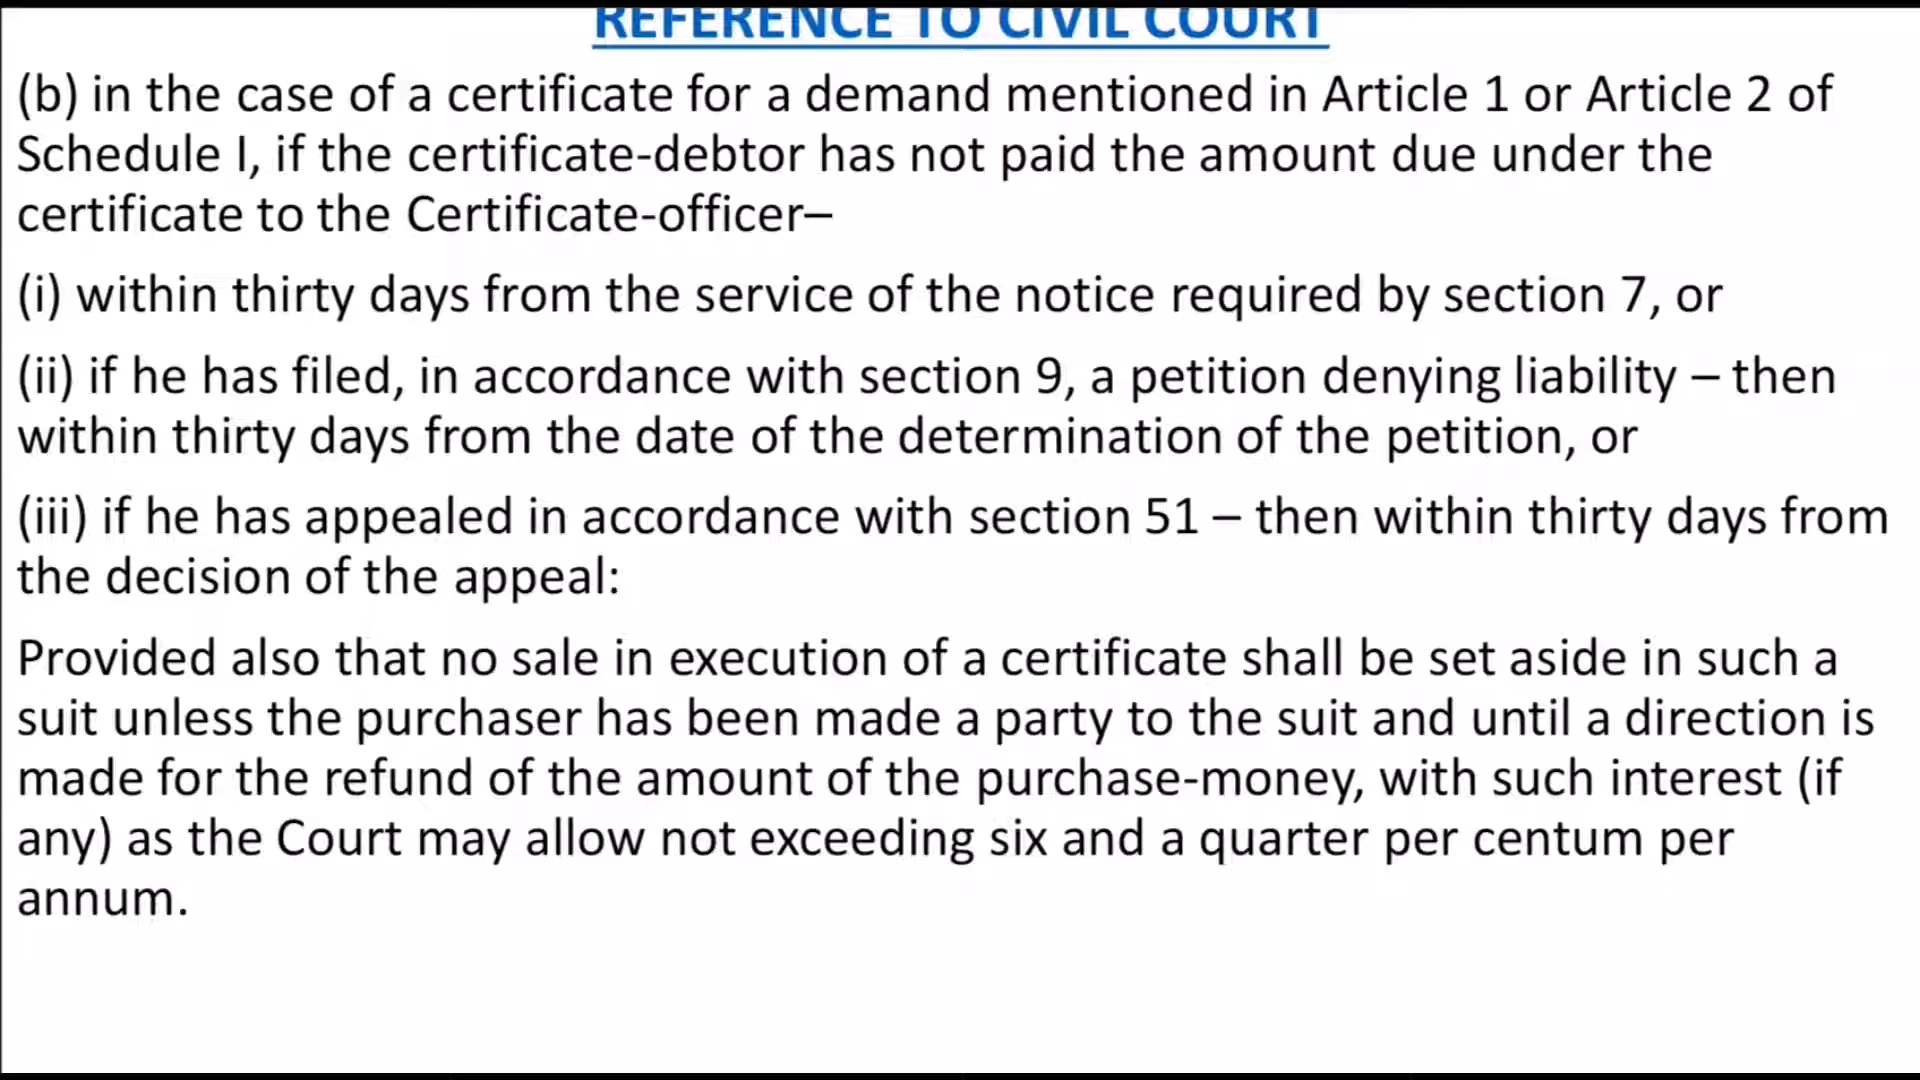 REFERENCE TO CIVIL COURT
(b) in the case of a certificate for a demand mentioned in Article 1 or Article 2 of
Schedule I, if the certificate-debtor has not paid the amount due under the
certificate to the Certificate-officer–
(i) within thirty days from the service of the notice required by section 7, or
(ii) if he has filed, in accordance with section 9, a petition denying liability – then
within thirty days from the date of the determination of the petition, or
(iii) if he has appealed in accordance with section 51 – then within thirty days from
the decision of the appeal:
Provided also that no sale in execution of a certificate shall be set aside in such a
suit unless the purchaser has been made a party to the suit and until a direction is
made for the refund of the amount of the purchase-money, with such interest (if
any) as the Court may allow not exceeding six and a quarter per centum per
annum.